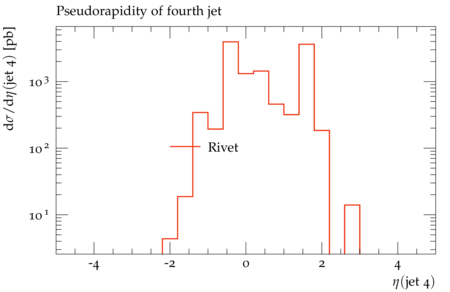 Pseudorapidity of fourth jet
dσ/dη(jet 4) [pb]
10³
10²
10¹
Rivet
-4 -2 0 2 4
η(jet 4)